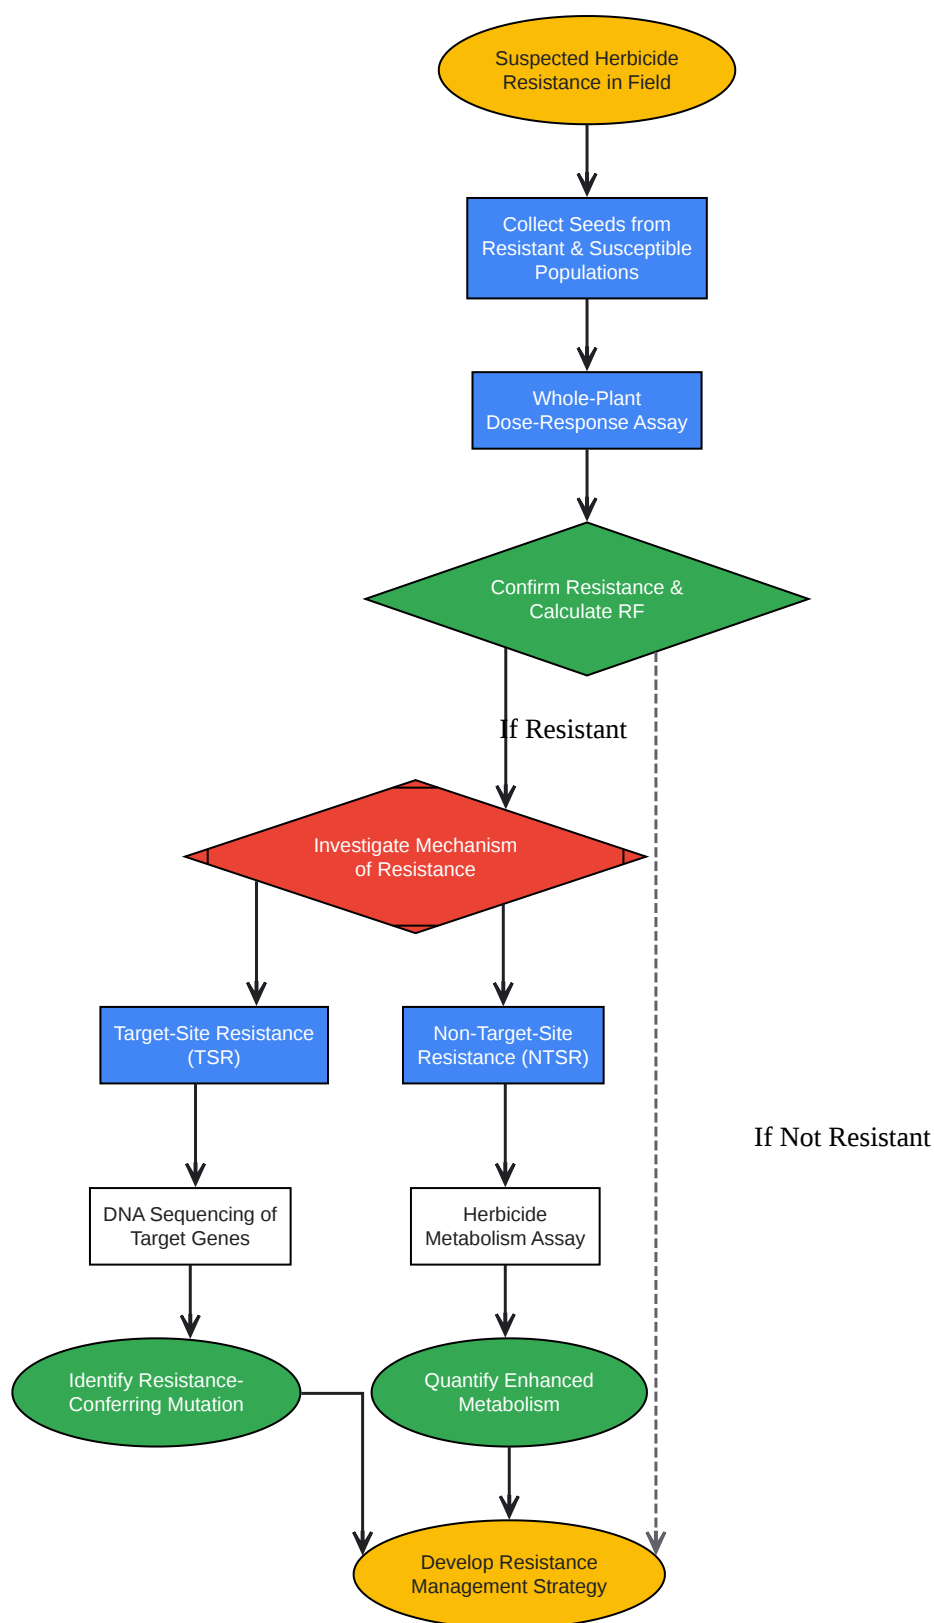 Suspected Herbicide
Resistance in Field
Collect Seeds from
Resistant & Susceptible
Populations
Whole-Plant
Dose-Response Assay
Confirm Resistance &
Calculate RF
If Resistant
Investigate Mechanism
of Resistance
Target-Site Resistance
(TSR)
Non-Target-Site
Resistance (NTSR)
If Not Resistant
DNA Sequencing of
Target Genes
Herbicide
Metabolism Assay
Identify Resistance-
Conferring Mutation
Quantify Enhanced
Metabolism
Develop Resistance
Management Strategy